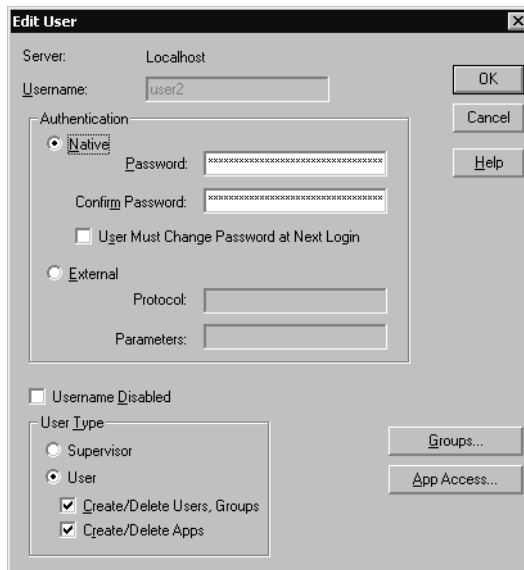 Edit User
Server: Localhost
Username: user2
OK
Cancel
Help
Authentication
Native
Password: **********************************
Confirm Password: **********************************
User Must Change Password at Next Login
External
Protocol:
Parameters:
Username Disabled
User Type
Supervisor
User
Create/Delete Users, Groups
Create/Delete Apps
Groups...
App Access...